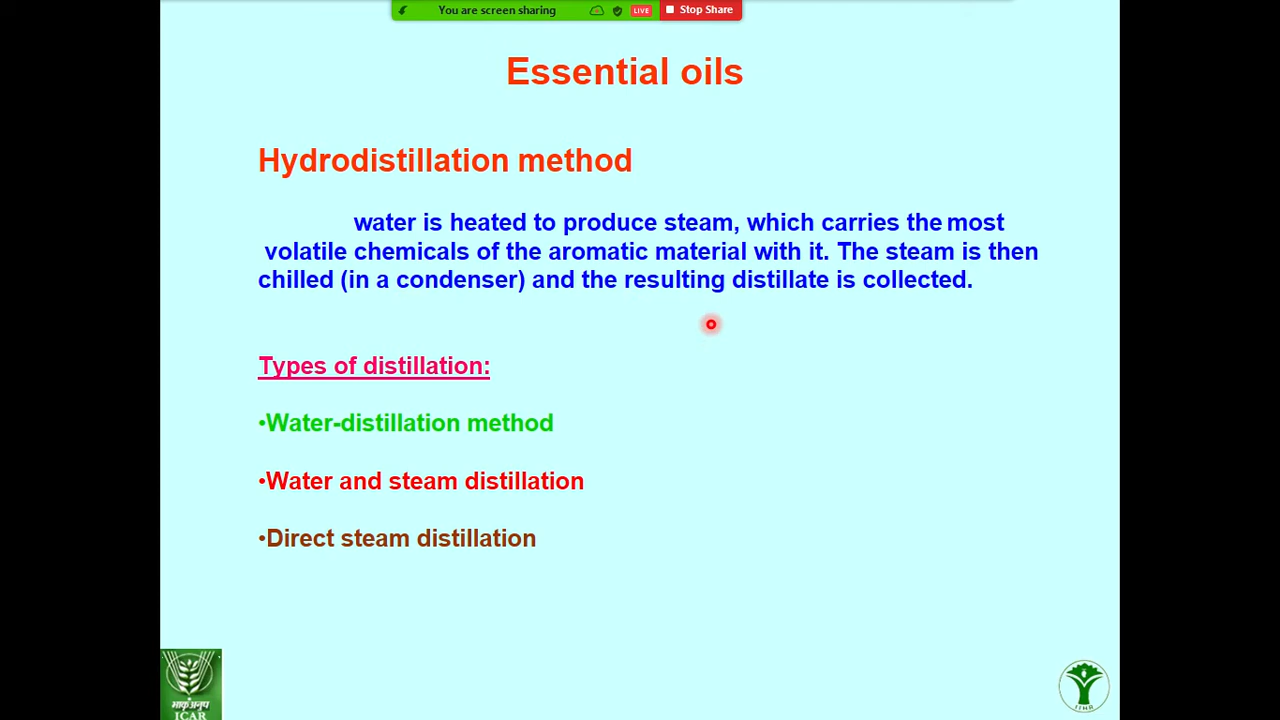 You are screen sharing LIVE Stop Share
Essential oils
Hydrodistillation method
water is heated to produce steam, which carries the most
volatile chemicals of the aromatic material with it. The steam is then
chilled (in a condenser) and the resulting distillate is collected.
Types of distillation:
•Water-distillation method
•Water and steam distillation
•Direct steam distillation
भाकृअनुप
ICAR
IIHR